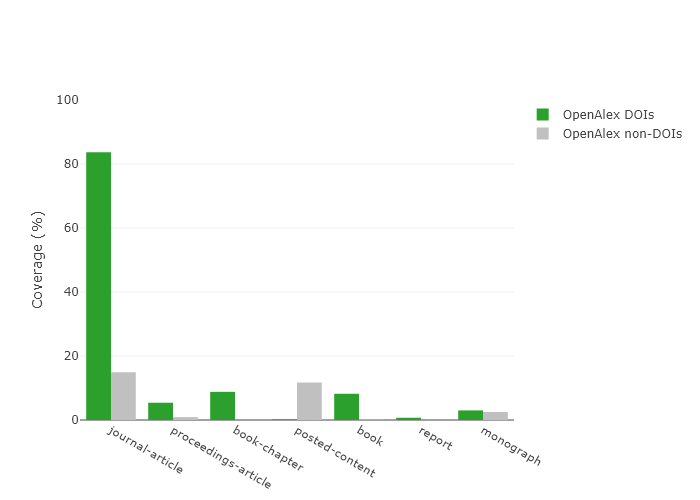 100
80
60
40
20
0
Coverage (%)
journal-article
proceedings-article
book-chapter
posted-content
book
report
monograph
OpenAlex DOIs
OpenAlex non-DOIs